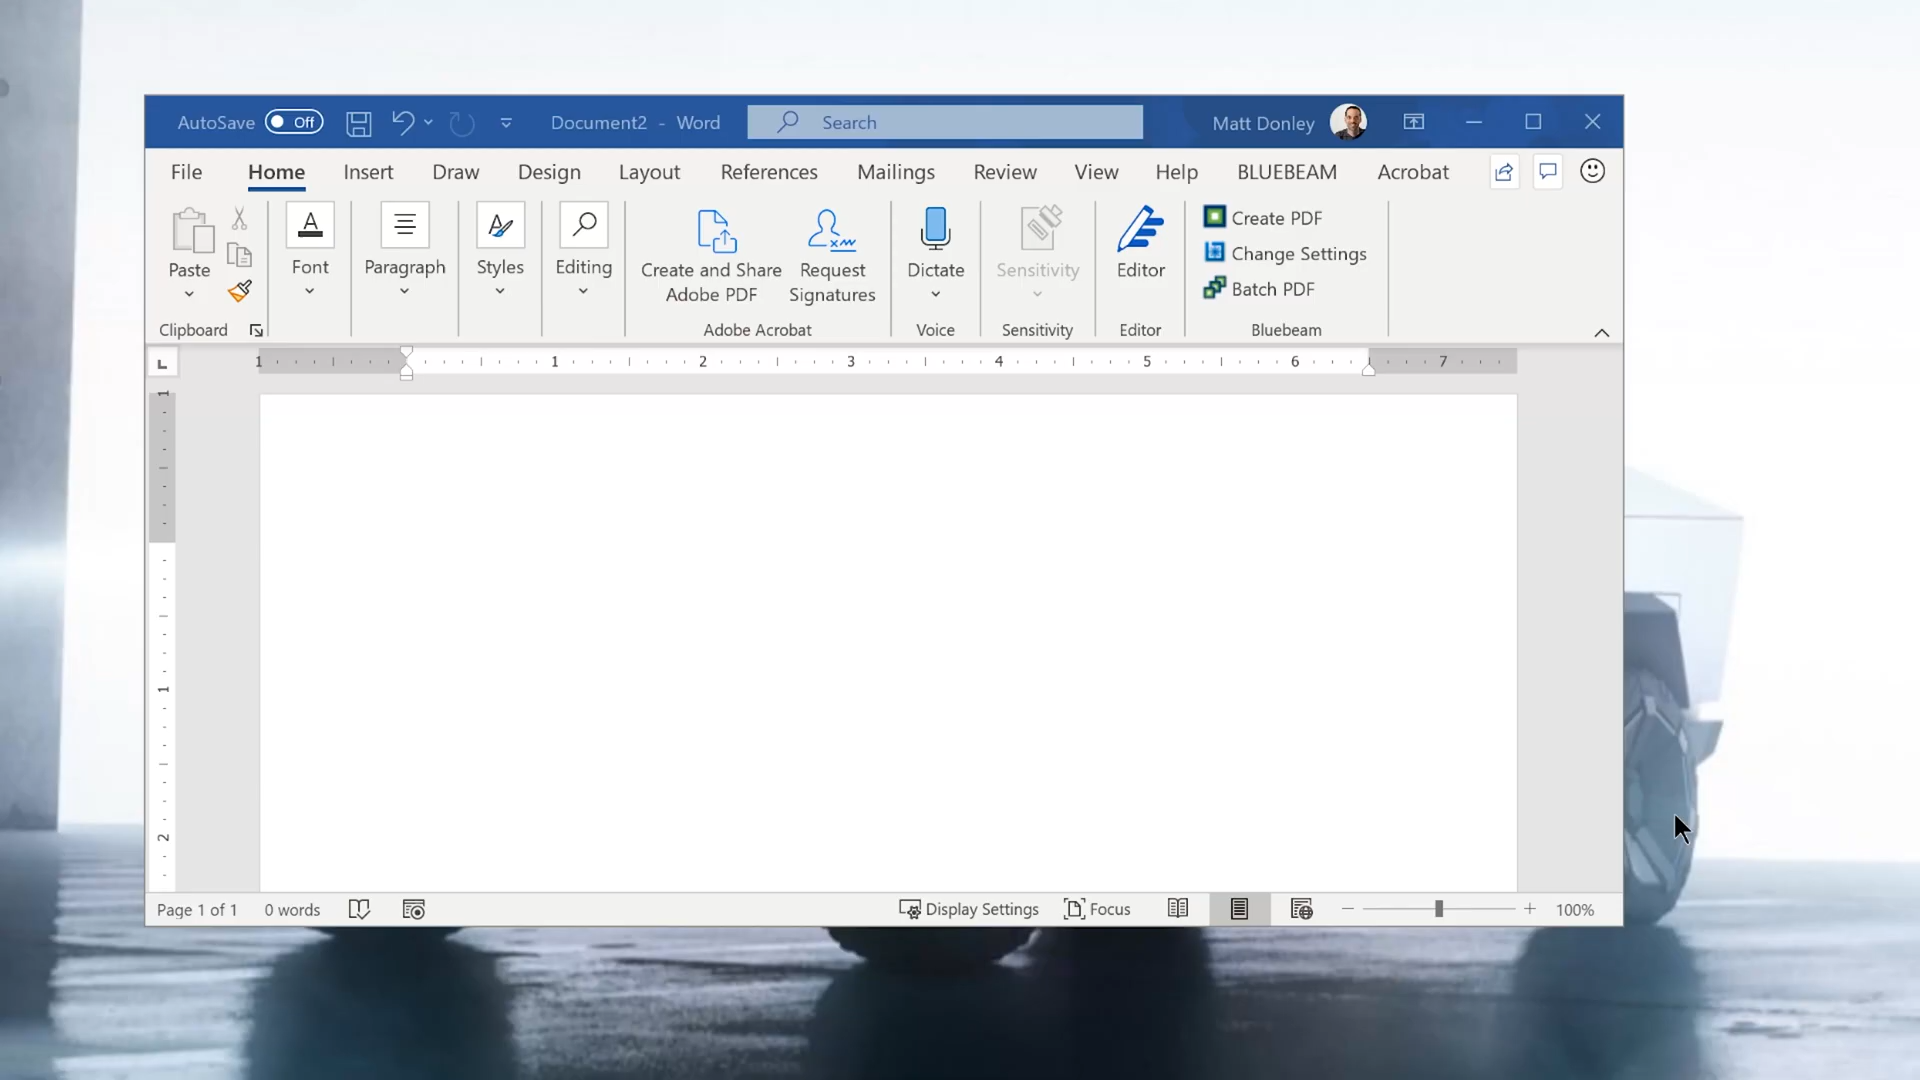 AutoSave Off Document2 - Word Search Matt Donley
File Home Insert Draw Design Layout References Mailings Review View Help BLUEBEAM Acrobat
Paste Font Paragraph Styles Editing Create and Share Adobe PDF Request Signatures Dictate Sensitivity Editor Create PDF
Change Settings
Batch PDF
Clipboard Adobe Acrobat Voice Sensitivity Editor Bluebeam
1 1 2 3 4 5 6 7
1
1
2
Page 1 of 1 0 words Display Settings Focus 100%